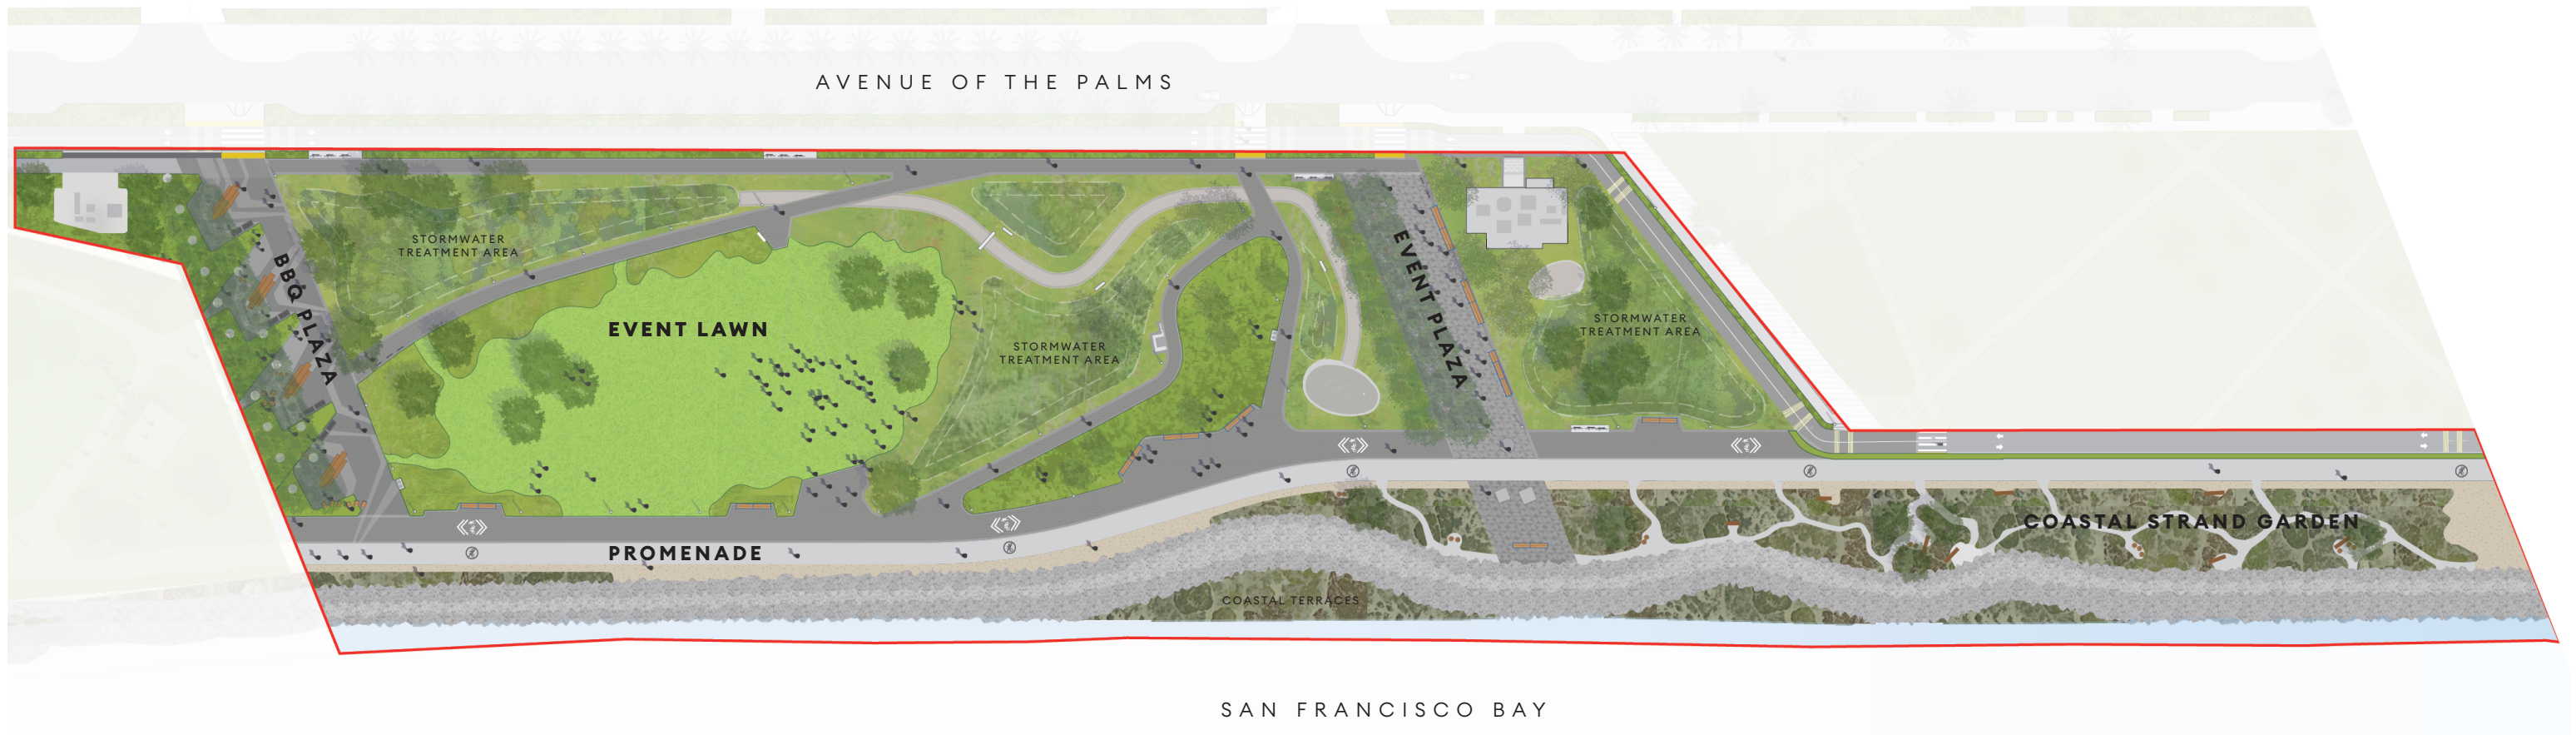 AVENUE OF THE PALMS
STORMWATER
TREATMENT AREA
BBQ PLAZA
EVENT LAWN
STORMWATER
TREATMENT AREA
EVENT PLAZA
STORMWATER
TREATMENT AREA
COASTAL STRAND GARDEN
PROMENADE
COASTAL TERRACES
SAN FRANCISCO BAY